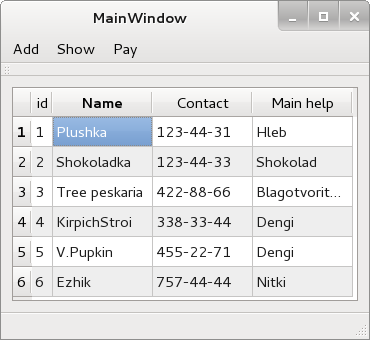 MainWindow
Add Show Pay
id Name Contact Main help
1 1 Plushka 123-44-31 Hleb
2 2 Shokoladka 123-44-33 Shokolad
3 3 Tree peskaria 422-88-66 Blagotvorit...
4 4 KirpichStroi 338-33-44 Dengi
5 5 V.Pupkin 455-22-71 Dengi
6 6 Ezhik 757-44-44 Nitki